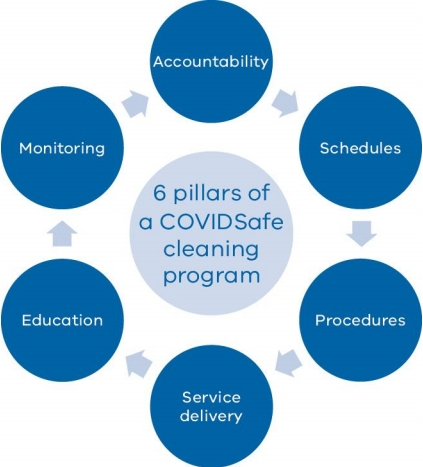 Accountability
Schedules
Procedures
Service
delivery
Education
Monitoring
6 pillars of
a COVIDSafe
cleaning
program